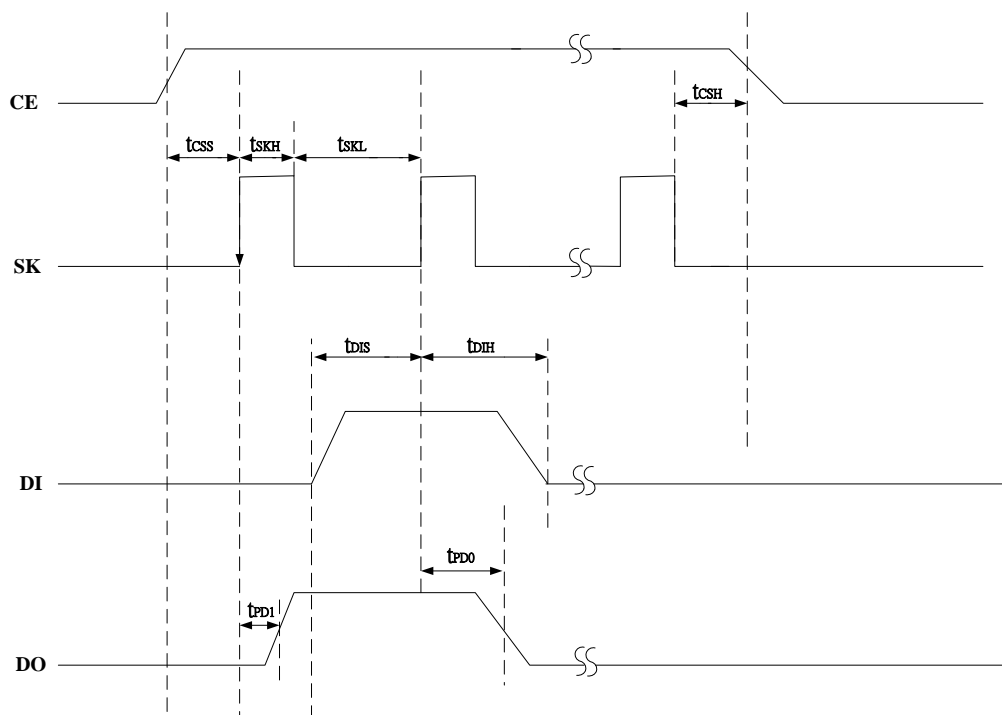 CE
tCSH
tCSS tSKH tSKL
SK
tDIS tDIH
DI
tPD0
tPD1
DO